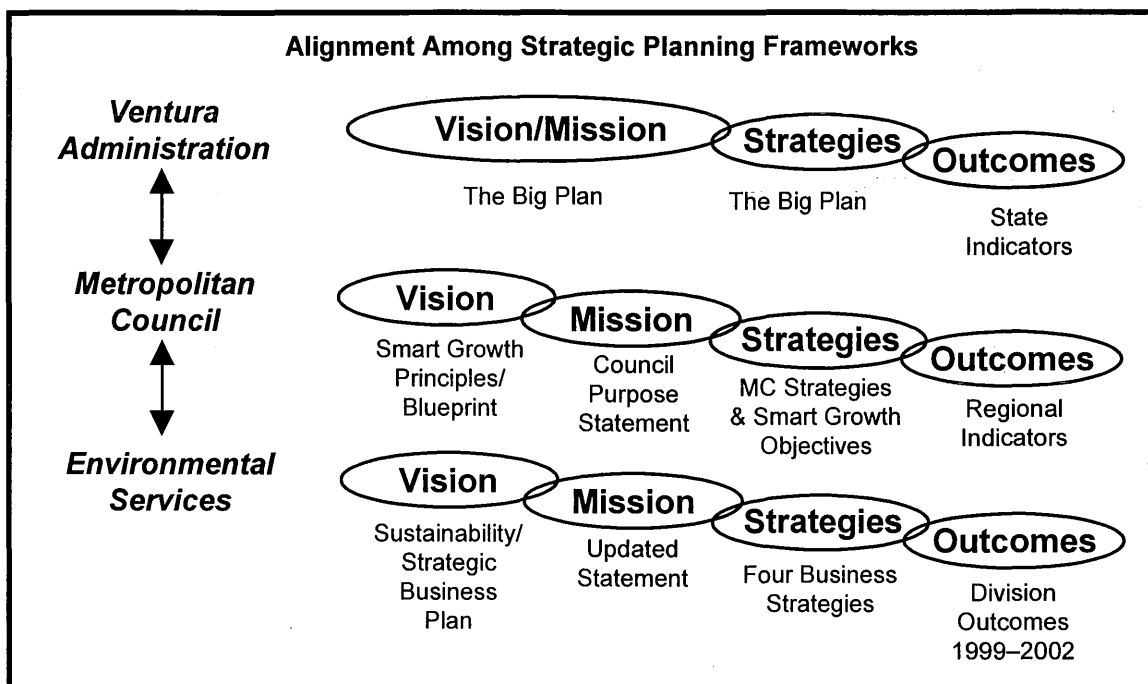 Alignment Among Strategic Planning Frameworks
Ventura
Administration
Vision/Mission
Strategies
Outcomes
The Big Plan
The Big Plan
State
Indicators
Metropolitan
Council
Vision
Mission
Strategies
Outcomes
Smart Growth
Principles/
Blueprint
Council
Purpose
Statement
MC Strategies
& Smart Growth
Objectives
Regional
Indicators
Environmental
Services
Vision
Mission
Strategies
Outcomes
Sustainability/
Strategic
Business
Plan
Updated
Statement
Four Business
Strategies
Division
Outcomes
1999–2002